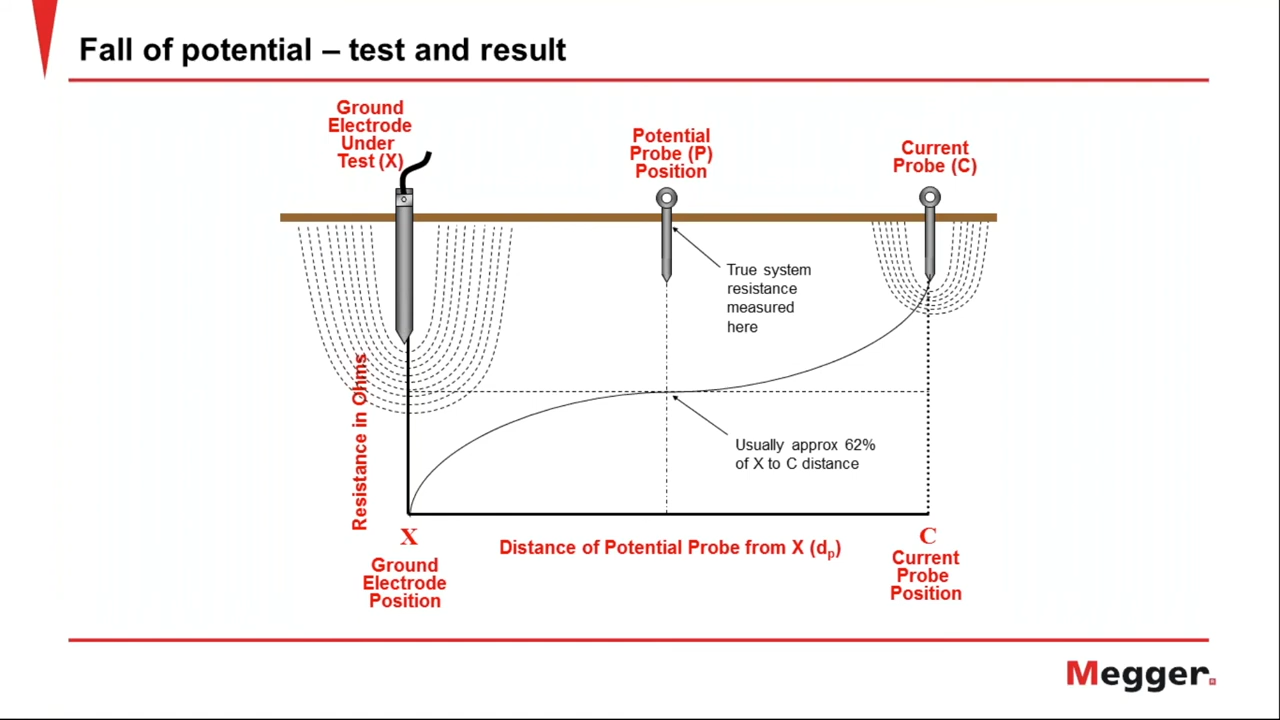 Fall of potential – test and result
Ground
Electrode
Under
Test (X)
Potential
Probe (P)
Position
Current
Probe (C)
True system
resistance
measured
here
Resistance in Ohms
Usually approx 62%
of X to C distance
X
C
Distance of Potential Probe from X (dp)
Ground
Electrode
Position
Current
Probe
Position
Megger.